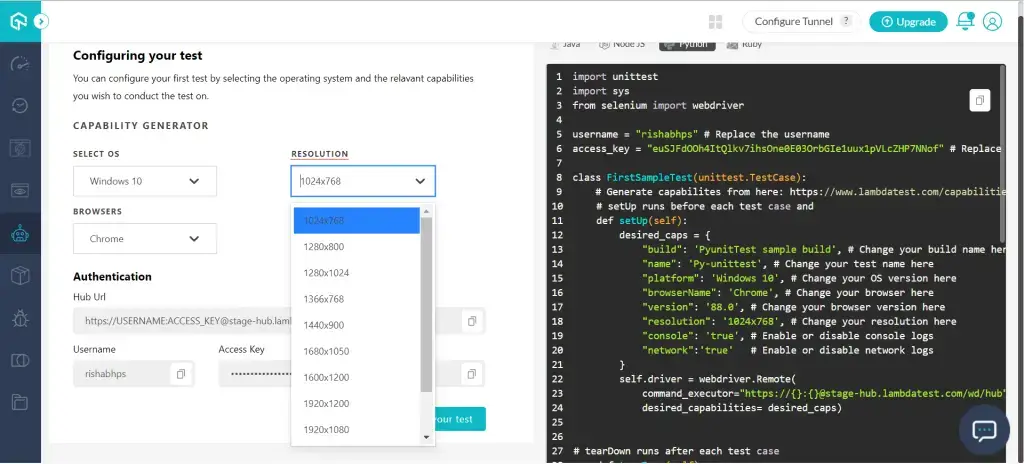 Configure Tunnel ?
Upgrade
Configuring your test
You can configure your first test by selecting the operating system and the relavant capabilities
you wish to conduct the test on.
CAPABILITY GENERATOR
SELECT OS
Windows 10
RESOLUTION
1024x768
1024x768
1280x800
1280x1024
1366x768
1440x900
1680x1050
1600x1200
1920x1200
1920x1080
BROWSERS
Chrome
Authentication
Hub Url
https://USERNAME:ACCESS_KEY@stage-hub.lam
Username
rishabhps
Access Key
••••••••••••••••
our test
Java
Node JS
Python
Ruby
1 import unittest
2 import sys
3 from selenium import webdriver
4
5 username = "rishabhps" # Replace the username
6 access_key = "euSJFdOOh4ItQlkv7ihsOne0E03OrbGIe1uux1pVLcZHP7NNof" # Replace
7
8 class FirstSampleTest(unittest.TestCase):
9 # Generate capabilites from here: https://www.lambdatest.com/capabilitie
10 # setUp runs before each test case and
11 def setUp(self):
12 desired_caps = {
13 "build": 'PyunitTest sample build', # Change your build name her
14 "name": 'Py-unittest', # Change your test name here
15 "platform": 'Windows 10', # Change your OS version here
16 "browserName": 'Chrome', # Change your browser here
17 "version": '88.0', # Change your browser version here
18 "resolution": '1024x768', # Change your resolution here
19 "console": 'true', # Enable or disable console logs
20 "network":'true' # Enable or disable network logs
21 }
22 self.driver = webdriver.Remote(
23 command_executor="https://{}:{}@stage-hub.lambdatest.com/wd/hub"
24 desired_capabilities= desired_caps)
25
26
27 # tearDown runs after each test case